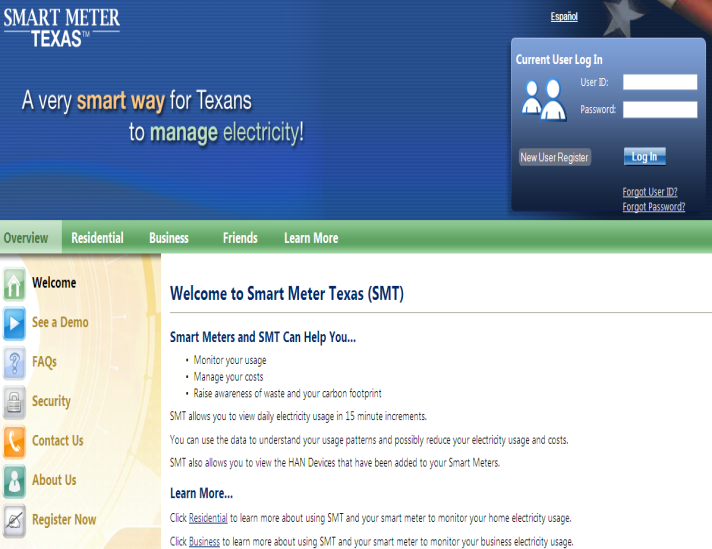 SMART METER
TEXAS™
Español
Current User Log In
User ID:
Password:
New User Register
Log In
Forgot User ID?
Forgot Password?
A very smart way for Texans
to manage electricity!
Overview
Residential
Business
Friends
Learn More
Welcome
See a Demo
FAQs
Security
Contact Us
About Us
Register Now
Welcome to Smart Meter Texas (SMT)
Smart Meters and SMT Can Help You...
• Monitor your usage
• Manage your costs
• Raise awareness of waste and your carbon footprint
SMT allows you to view daily electricity usage in 15 minute increments.
You can use the data to understand your usage patterns and possibly reduce your electricity usage and costs.
SMT also allows you to view the HAN Devices that have been added to your Smart Meters.
Learn More...
Click Residential to learn more about using SMT and your smart meter to monitor your home electricity usage.
Click Business to learn more about using SMT and your smart meter to monitor your business electricity usage.